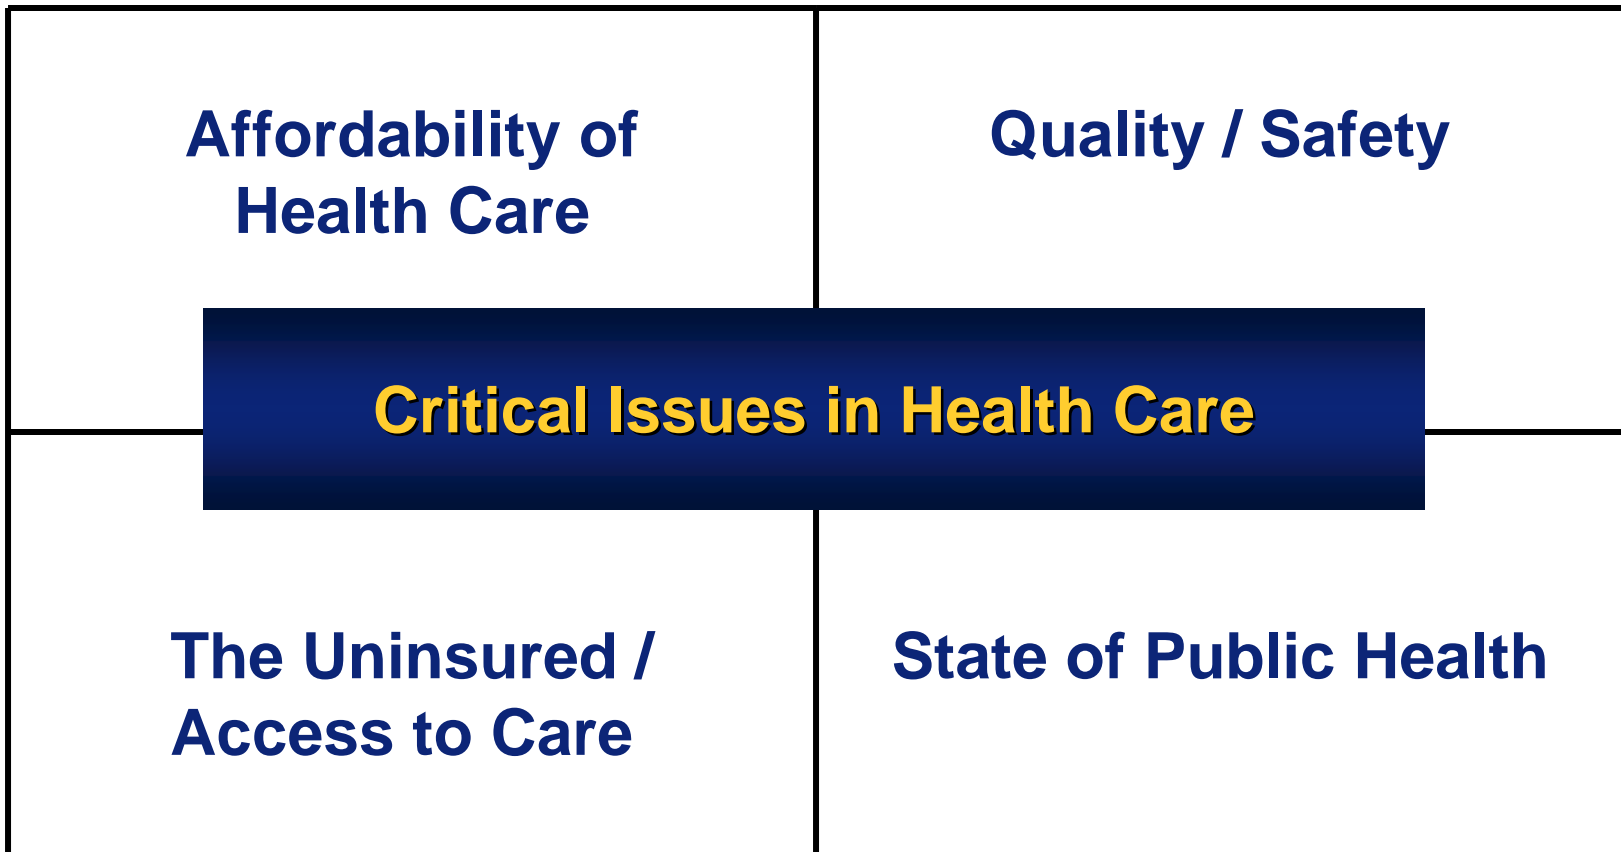 Affordability of
Health Care
Quality / Safety
Critical Issues in Health Care
The Uninsured /
Access to Care
State of Public Health